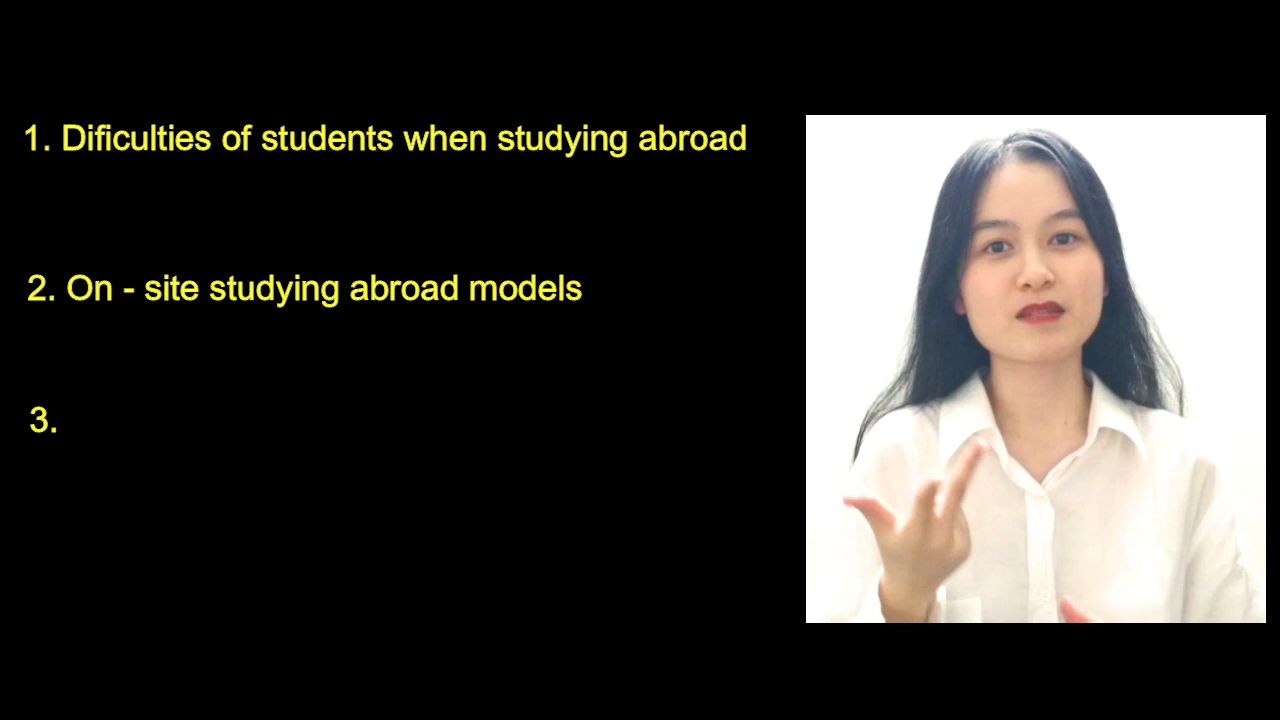 1. Dificulties of students when studying abroad
2. On - site studying abroad models
3.